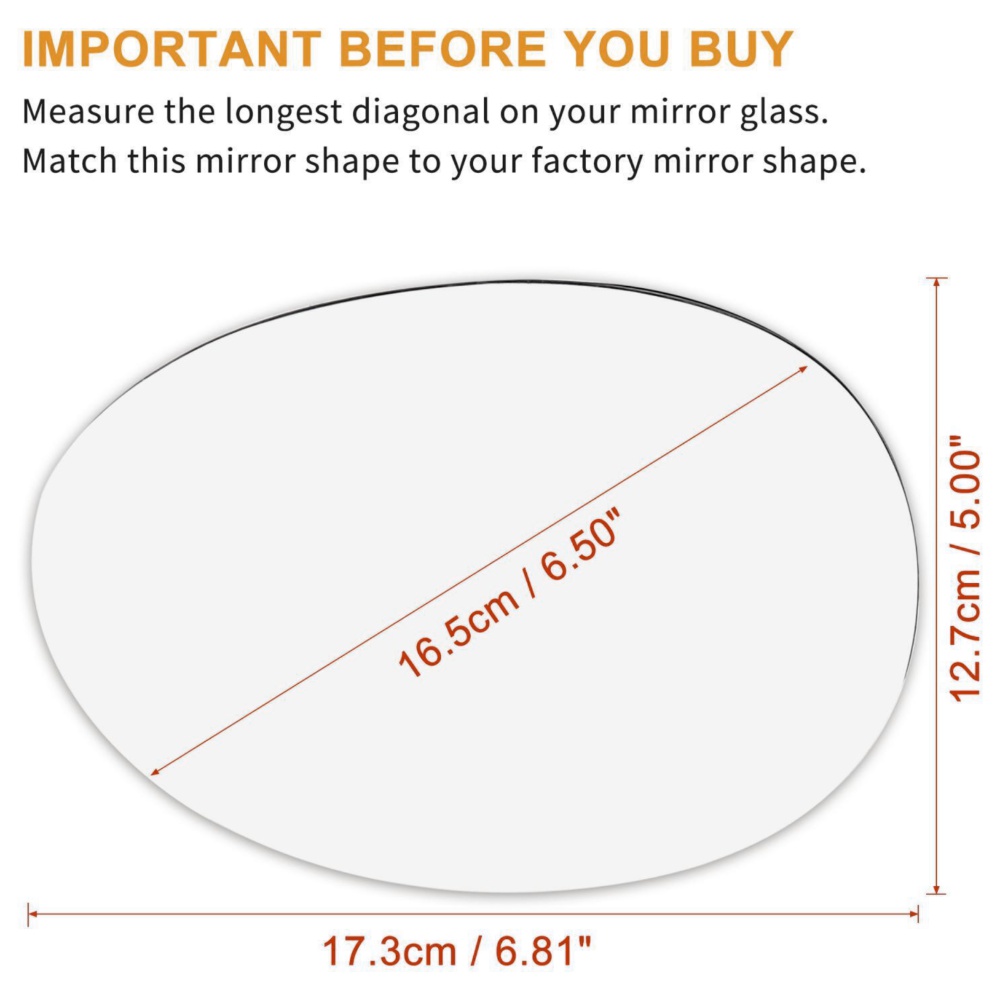 IMPORTANT BEFORE YOU BUY
Measure the longest diagonal on your mirror glass.
Match this mirror shape to your factory mirror shape.
16.5cm / 6.50"
12.7cm / 5.00"
17.3cm / 6.81"